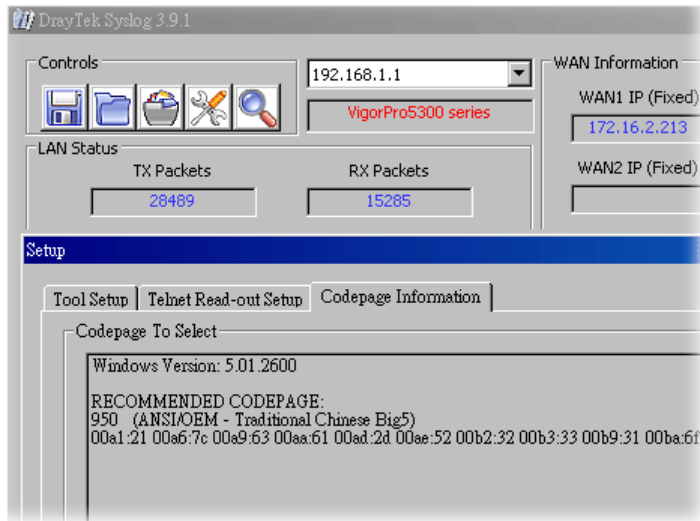 DrayTek Syslog 3.9.1
Controls
192.168.1.1
VigorPro5300 series
WAN Information
WAN1 IP (Fixed)
172.16.2.213
WAN2 IP (Fixed)
LAN Status
TX Packets
RX Packets
28489
15285
Setup
Tool Setup
Telnet Read-out Setup
Codepage Information
Codepage To Select
Windows Version: 5.01.2600
RECOMMENDED CODEPAGE:
950 (ANSI/OEM - Traditional Chinese Big5)
00a1:21 00a6:7c 00a9:63 00aa:61 00ad:2d 00ae:52 00b2:32 00b3:33 00b9:31 00ba:6f